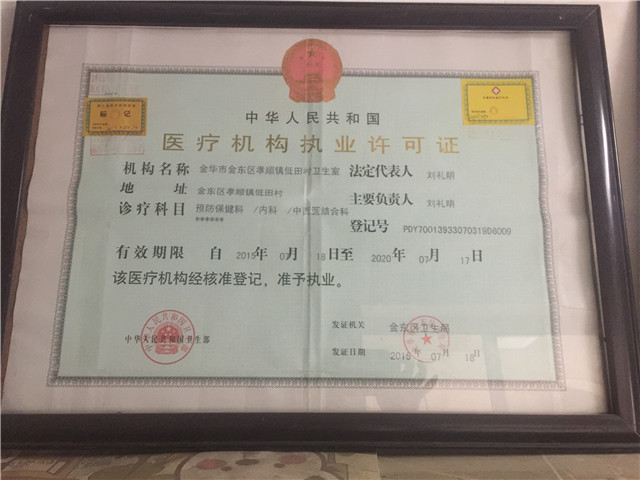 标记
中华人民共和国
医疗机构执业许可证
机构名称 金华市金东区孝顺镇低田村卫生室 法定代表人 刘礼明
地址 金东区孝顺镇低田村 主要负责人 刘礼明
诊疗科目 预防保健科 /内科 /中西医结合科
******* 登记号 PDY70013933070319D6009
有效期限 自 2015年 07月 18日至 2020年 07月 17日
该医疗机构经核准登记,准予执业。
中华人民共和国卫生部
发证机关 金东区卫生局
发证日期 2015年 07月 18日